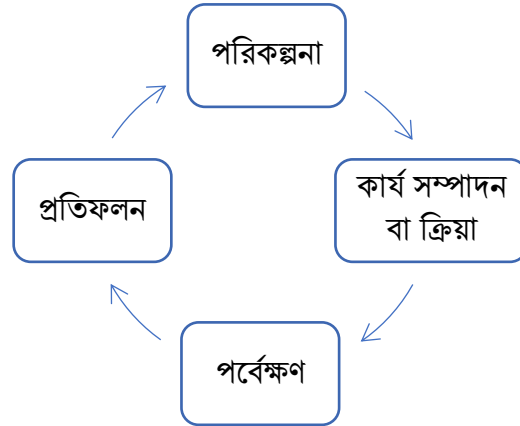 পরিকল্পনা
কার্য সম্পাদন
বা ক্রিয়া
পর্বেক্ষণ
প্রতিফলন